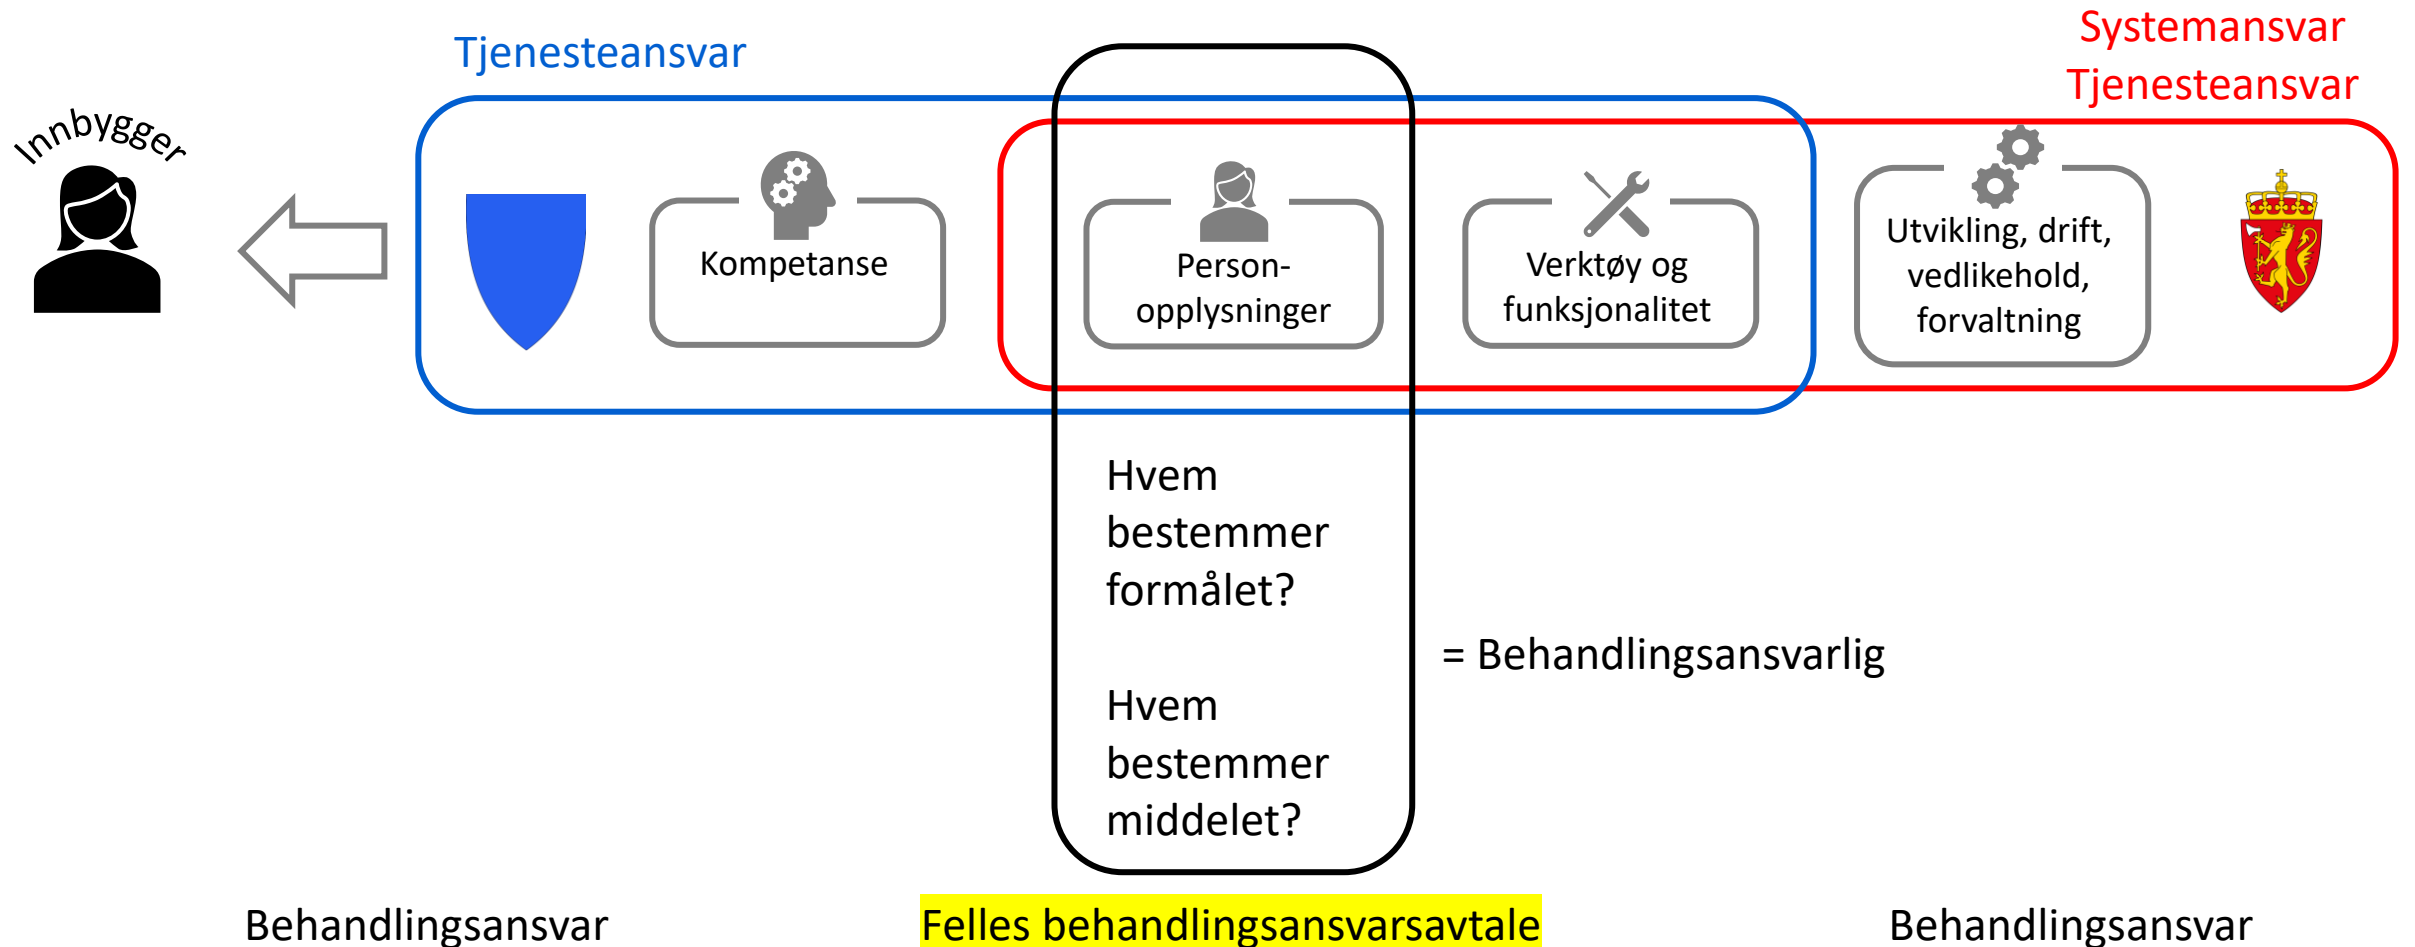 Systemansvar
Tjenesteansvar
Tjenesteansvar
Innbygger
Kompetanse
Person-
opplysninger
Verktøy og
funksjonalitet
Utvikling, drift,
vedlikehold,
forvaltning
Hvem
bestemmer
formålet?
= Behandlingsansvarlig
Hvem
bestemmer
middelet?
Behandlingsansvar
Felles behandlingsansvarsavtale
Behandlingsansvar